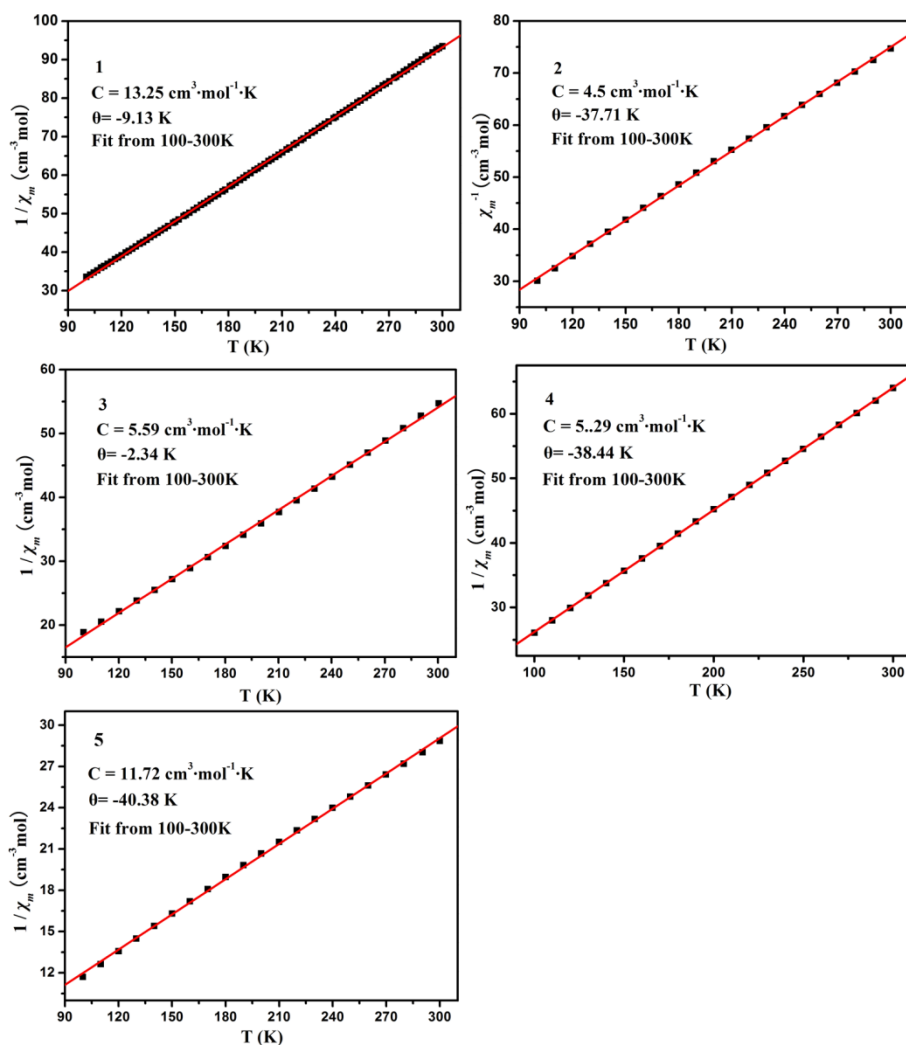 100
90
80
70
60
50
40
30
1
C = 13.25 cm³·mol⁻¹·K
θ= -9.13 K
Fit from 100-300K
1 / χm (cm⁻³mol)
90 120 150 180 210 240 270 300
T (K)
80
70
60
50
40
30
2
C = 4.5 cm³·mol⁻¹·K
θ= -37.71 K
Fit from 100-300K
χm⁻¹(cm⁻³mol)
90 120 150 180 210 240 270 300
T (K)
60
50
40
30
20
3
C = 5.59 cm³·mol⁻¹·K
θ= -2.34 K
Fit from 100-300K
1 / χm (cm⁻³mol)
90 120 150 180 210 240 270 300
T (K)
60
50
40
30
4
C = 5..29 cm³·mol⁻¹·K
θ= -38.44 K
Fit from 100-300K
1 / χm (cm⁻³mol)
100 150 200 250 300
T (K)
30
27
24
21
18
15
12
5
C = 11.72 cm³·mol⁻¹·K
θ= -40.38 K
Fit from 100-300K
1 / χm (cm⁻³mol)
90 120 150 180 210 240 270 300
T (K)